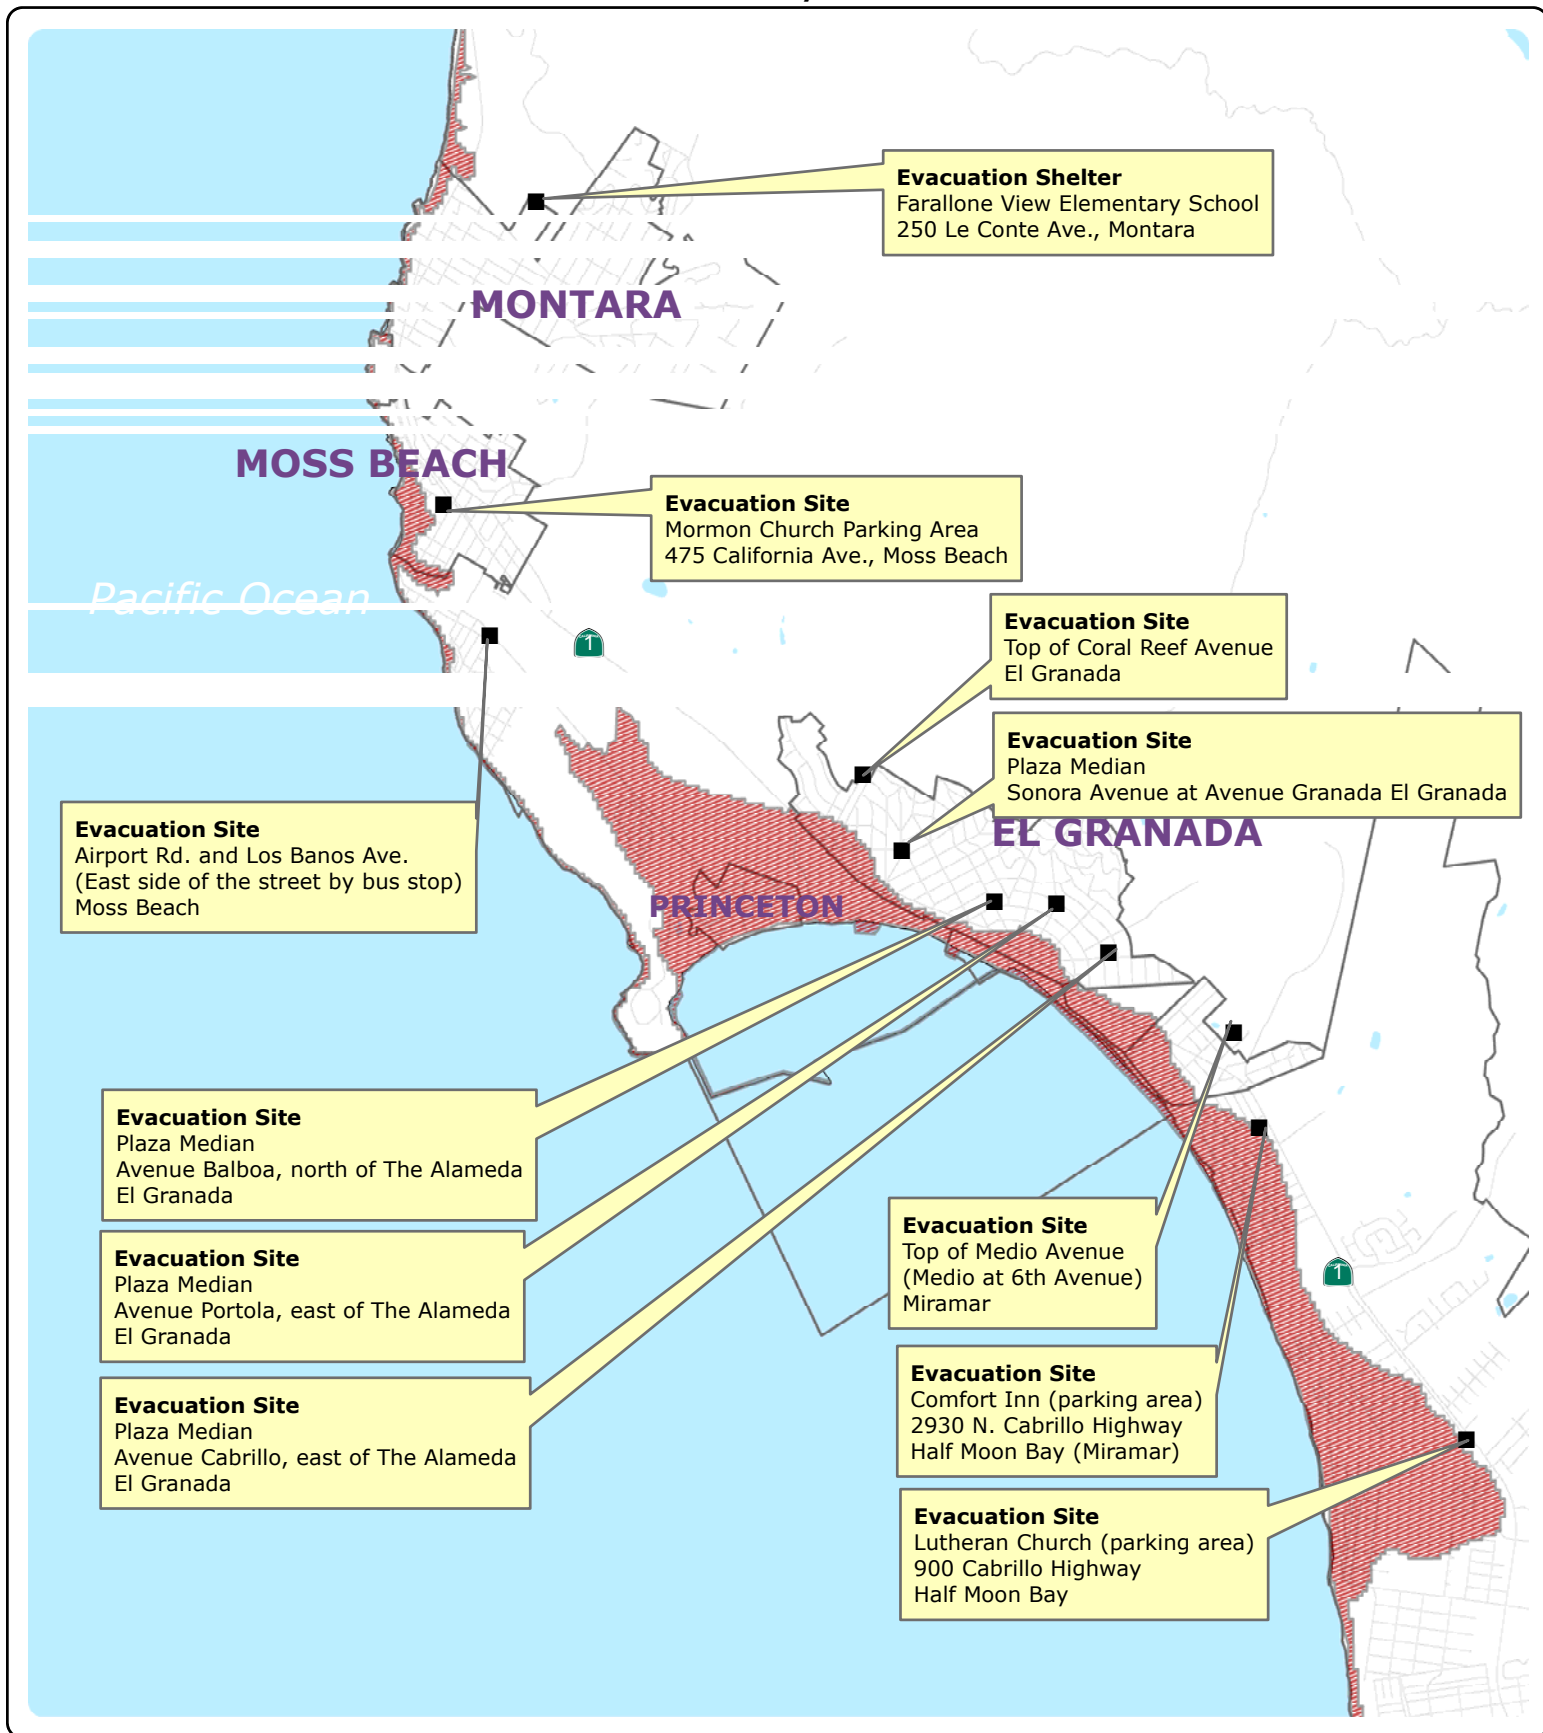 Evacuation Shelter
Farallone View Elementary School
250 Le Conte Ave., Montara
MONTARA
MOSS BEACH
Evacuation Site
Mormon Church Parking Area
475 California Ave., Moss Beach
Pacific Ocean
1
Evacuation Site
Top of Coral Reef Avenue
El Granada
Evacuation Site
Plaza Median
Sonora Avenue at Avenue Granada El Granada
EL GRANADA
Evacuation Site
Airport Rd. and Los Banos Ave.
(East side of the street by bus stop)
Moss Beach
PRINCETON
Evacuation Site
Plaza Median
Avenue Balboa, north of The Alameda
El Granada
Evacuation Site
Plaza Median
Avenue Portola, east of The Alameda
El Granada
Evacuation Site
Plaza Median
Avenue Cabrillo, east of The Alameda
El Granada
Evacuation Site
Top of Medio Avenue
(Medio at 6th Avenue)
Miramar
1
Evacuation Site
Comfort Inn (parking area)
2930 N. Cabrillo Highway
Half Moon Bay (Miramar)
Evacuation Site
Lutheran Church (parking area)
900 Cabrillo Highway
Half Moon Bay